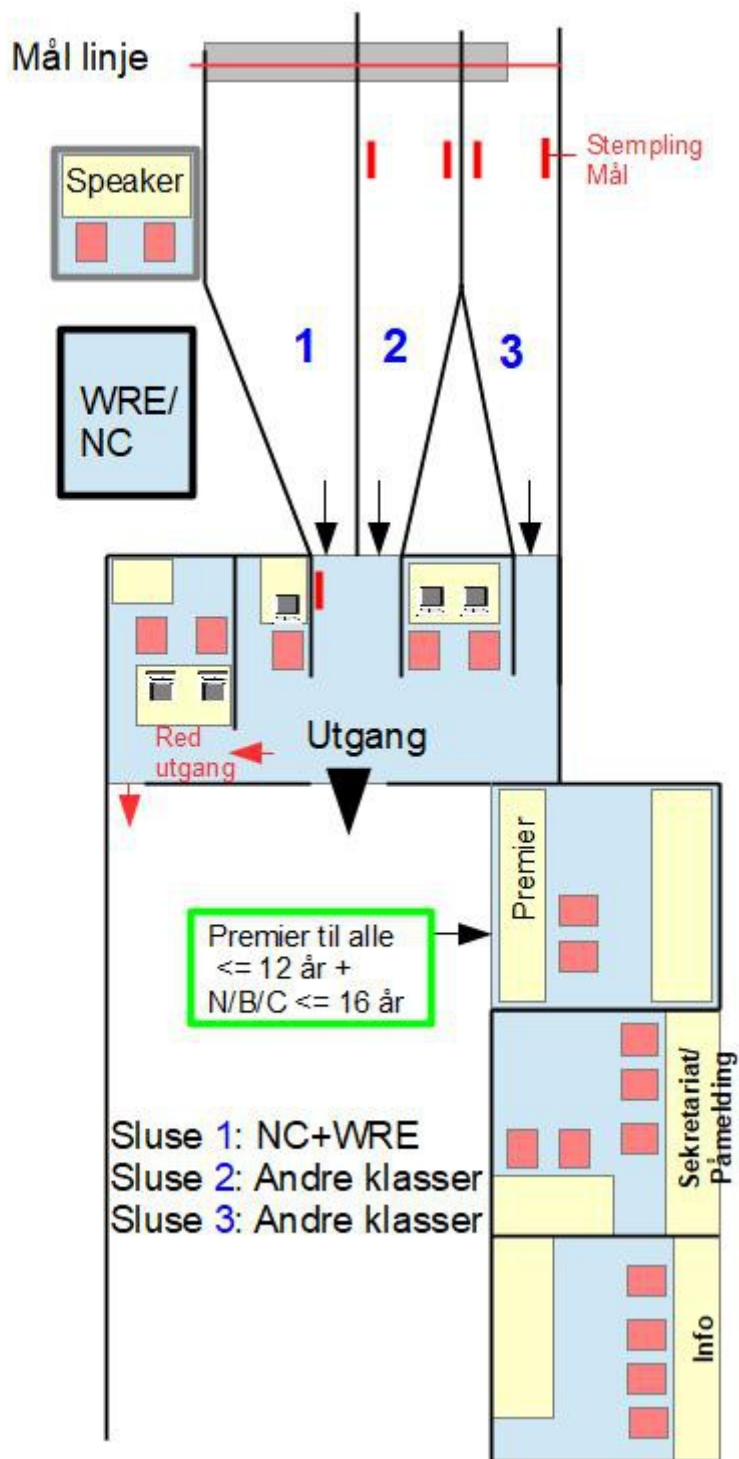 Mål linje
Stempling
Mål
Speaker
1
2
3
WRE/
NC
Red
utgang
Utgang
Premier
Premier til alle
<= 12 år +
N/B/C <= 16 år
Sekretariat/
Påmelding
Sluse 1: NC+WRE
Sluse 2: Andre klasser
Sluse 3: Andre klasser
Info